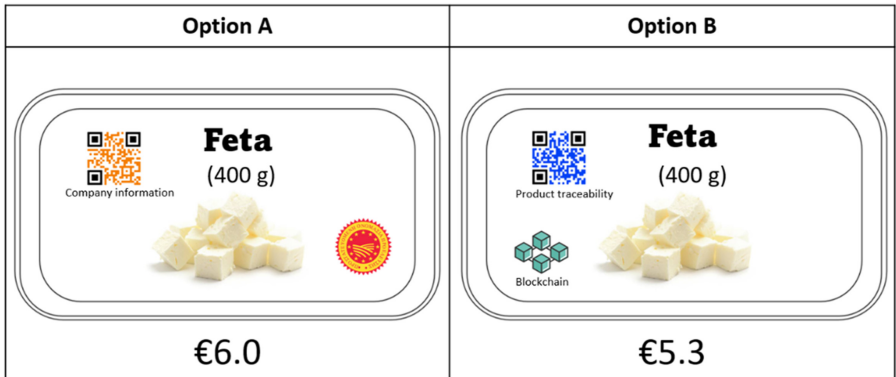 Option A
Option B
Feta
(400 g)
Company information
€6.0
Feta
(400 g)
Product traceability
Blockchain
€5.3